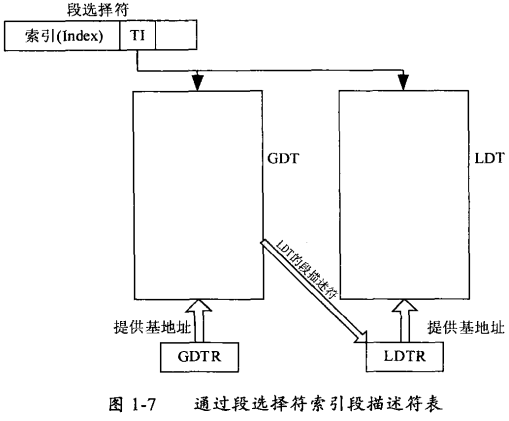 段选择符
索引(Index) TI
GDT
LDT
LDT的段描述符
提供基地址
提供基地址
GDTR
LDTR
图 1-7 通过段选择符索引段描述符表